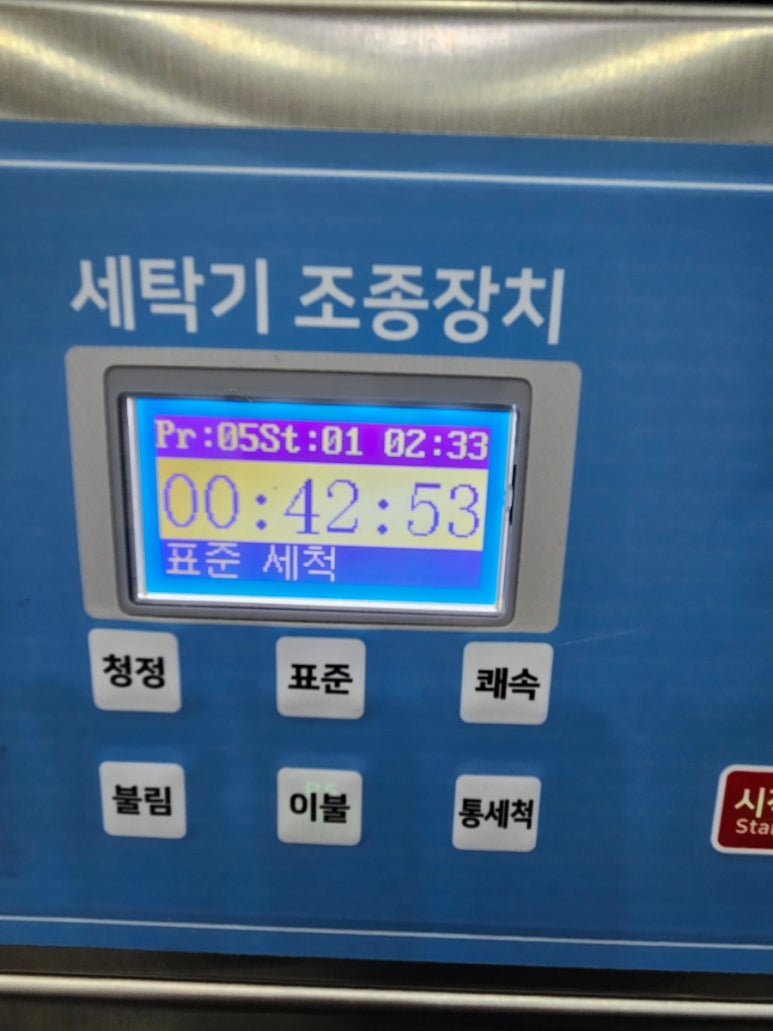 세탁기 조종장치
Pr:05St:01 02:33
00:42:53
표준 세척
청정 표준 쾌속
불림 이불 통세척